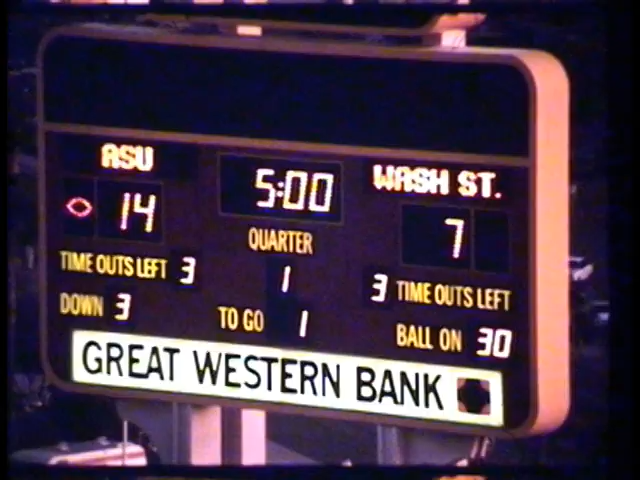 ASU 5:00 WASH ST.
14 QUARTER 7
TIME OUTS LEFT 3 1 3 TIME OUTS LEFT
DOWN 3 TO GO 1 BALL ON 30
GREAT WESTERN BANK